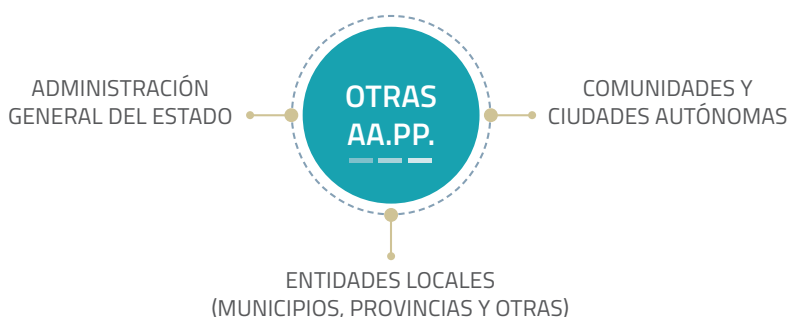 ADMINISTRACIÓN
GENERAL DEL ESTADO
OTRAS
AA.PP.
COMUNIDADES Y
CIUDADES AUTÓNOMAS
ENTIDADES LOCALES
(MUNICIPIOS, PROVINCIAS Y OTRAS)